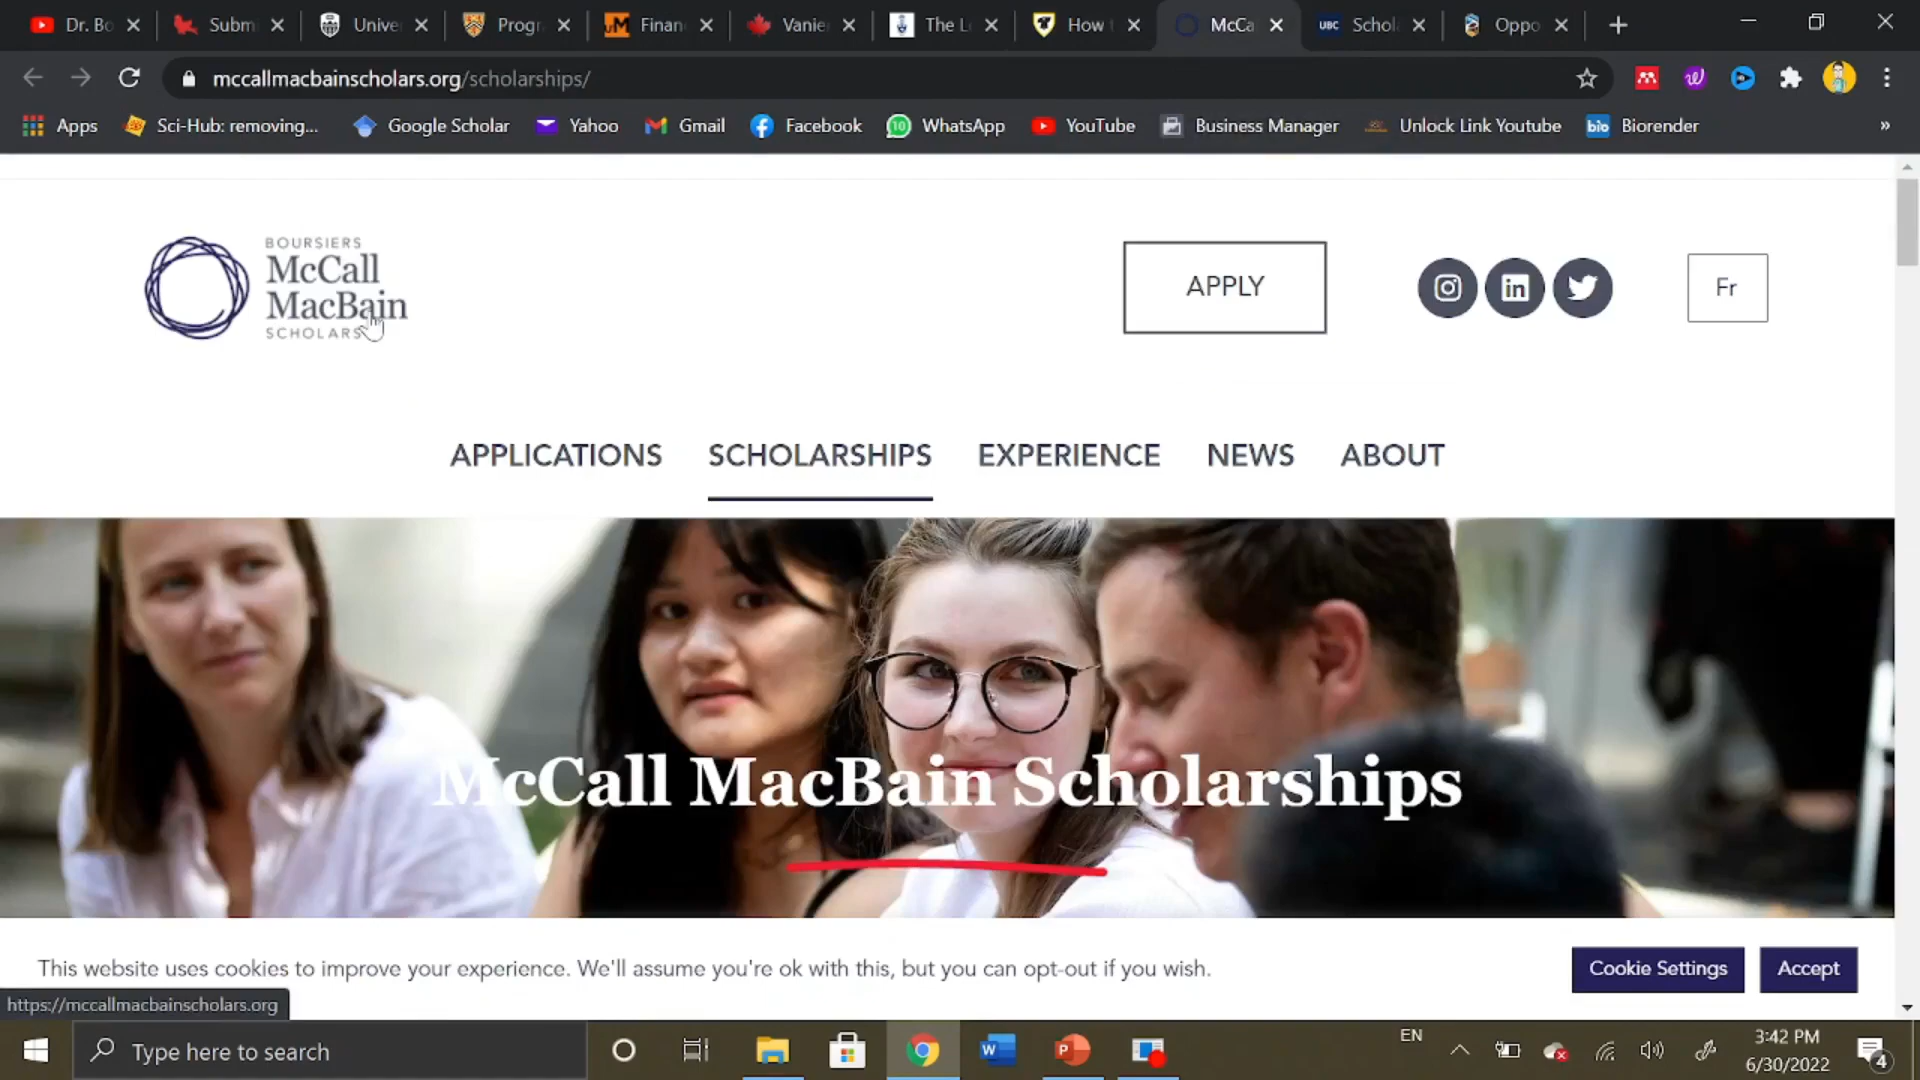 Dr. Bo
Subm
Unive
Progr
Finan
Vanie
The L
How
McCa
UBC Schol
Oppo
mccallmacbainscholars.org/scholarships/
Apps
Sci-Hub: removing...
Google Scholar
Yahoo
Gmail
Facebook
10 WhatsApp
YouTube
Business Manager
Unlock Link Youtube
bio Biorender
»
BOURSIERS
McCall
MacBain
SCHOLARS
APPLY
Fr
APPLICATIONS
SCHOLARSHIPS
EXPERIENCE
NEWS
ABOUT
McCall MacBain Scholarships
This website uses cookies to improve your experience. We'll assume you're ok with this, but you can opt-out if you wish.
Cookie Settings
Accept
https://mccallmacbainscholars.org
Type here to search
EN
3:42 PM
6/30/2022
4